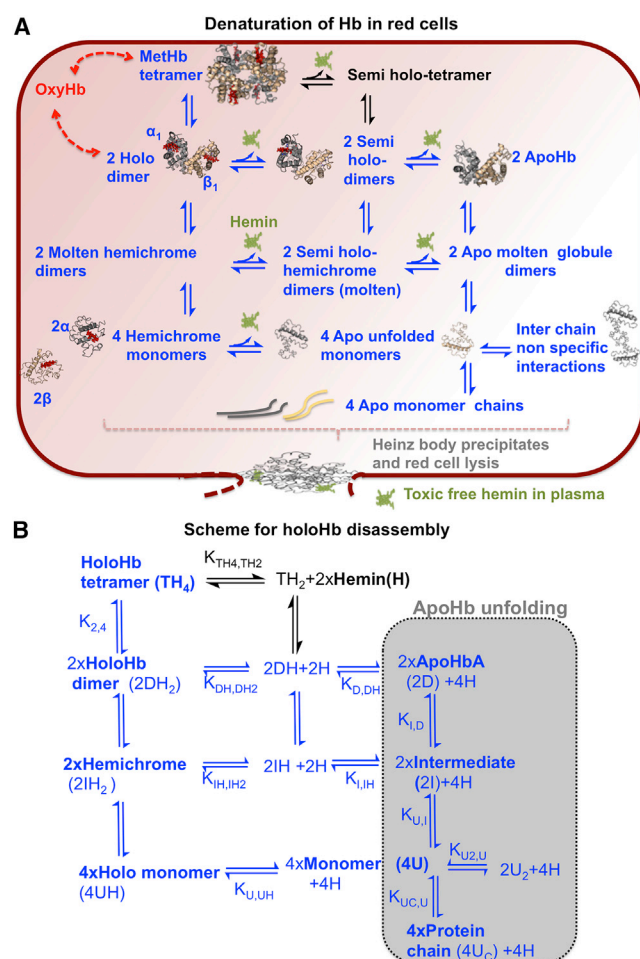 A
Denaturation of Hb in red cells
MetHb
tetramer
Semi holo-tetramer
OxyHb
α1
2 Holo
dimer
β1
2 Semi
holo-
dimers
2 ApoHb
Hemin
2 Molten hemichrome
dimers
2 Semi holo-
hemichrome
dimers (molten)
2 Apo molten globule
dimers
2α
4 Hemichrome
monomers
4 Apo unfolded
monomers
Inter chain
non specific
interactions
2β
4 Apo monomer chains
Heinz body precipitates
and red cell lysis
Toxic free hemin in plasma
B
Scheme for holoHb disassembly
HoloHb
tetramer (TH4)
KTH4,TH2
TH2+2xHemin(H)
ApoHb unfolding
K2,4
2xHoloHb
dimer (2DH2)
KDH,DH2
2DH+2H
KD,DH
2xApoHbA
(2D) +4H
KI,D
2xHemichrome
(2IH2)
KIH,IH2
2IH +2H
KI,IH
2xIntermediate
(2I)+4H
KU,I
4xHolo monomer
(4UH)
KU,UH
4xMonomer
+4H
(4U)
KU2,U
2U2+4H
KUC,U
4xProtein
chain (4UC) +4H